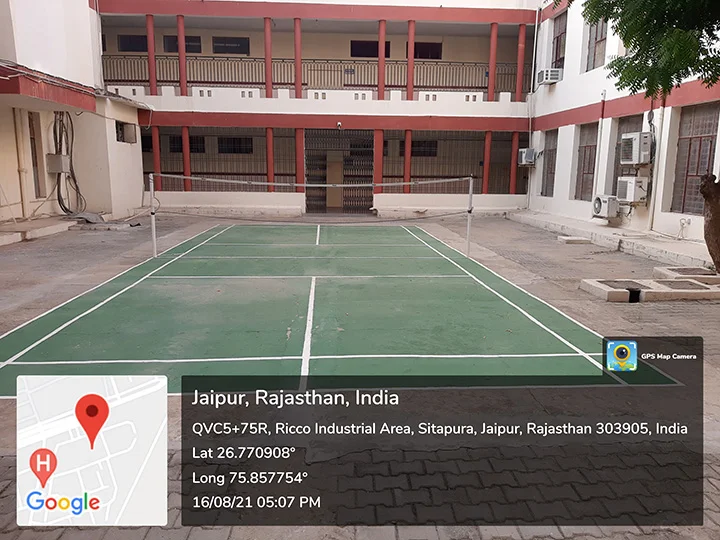 GPS Map Camera
Jaipur, Rajasthan, India
QVC5+75R, Ricco Industrial Area, Sitapura, Jaipur, Rajasthan 303905, India
Lat 26.770908°
Long 75.857754°
16/08/21 05:07 PM
H
Google